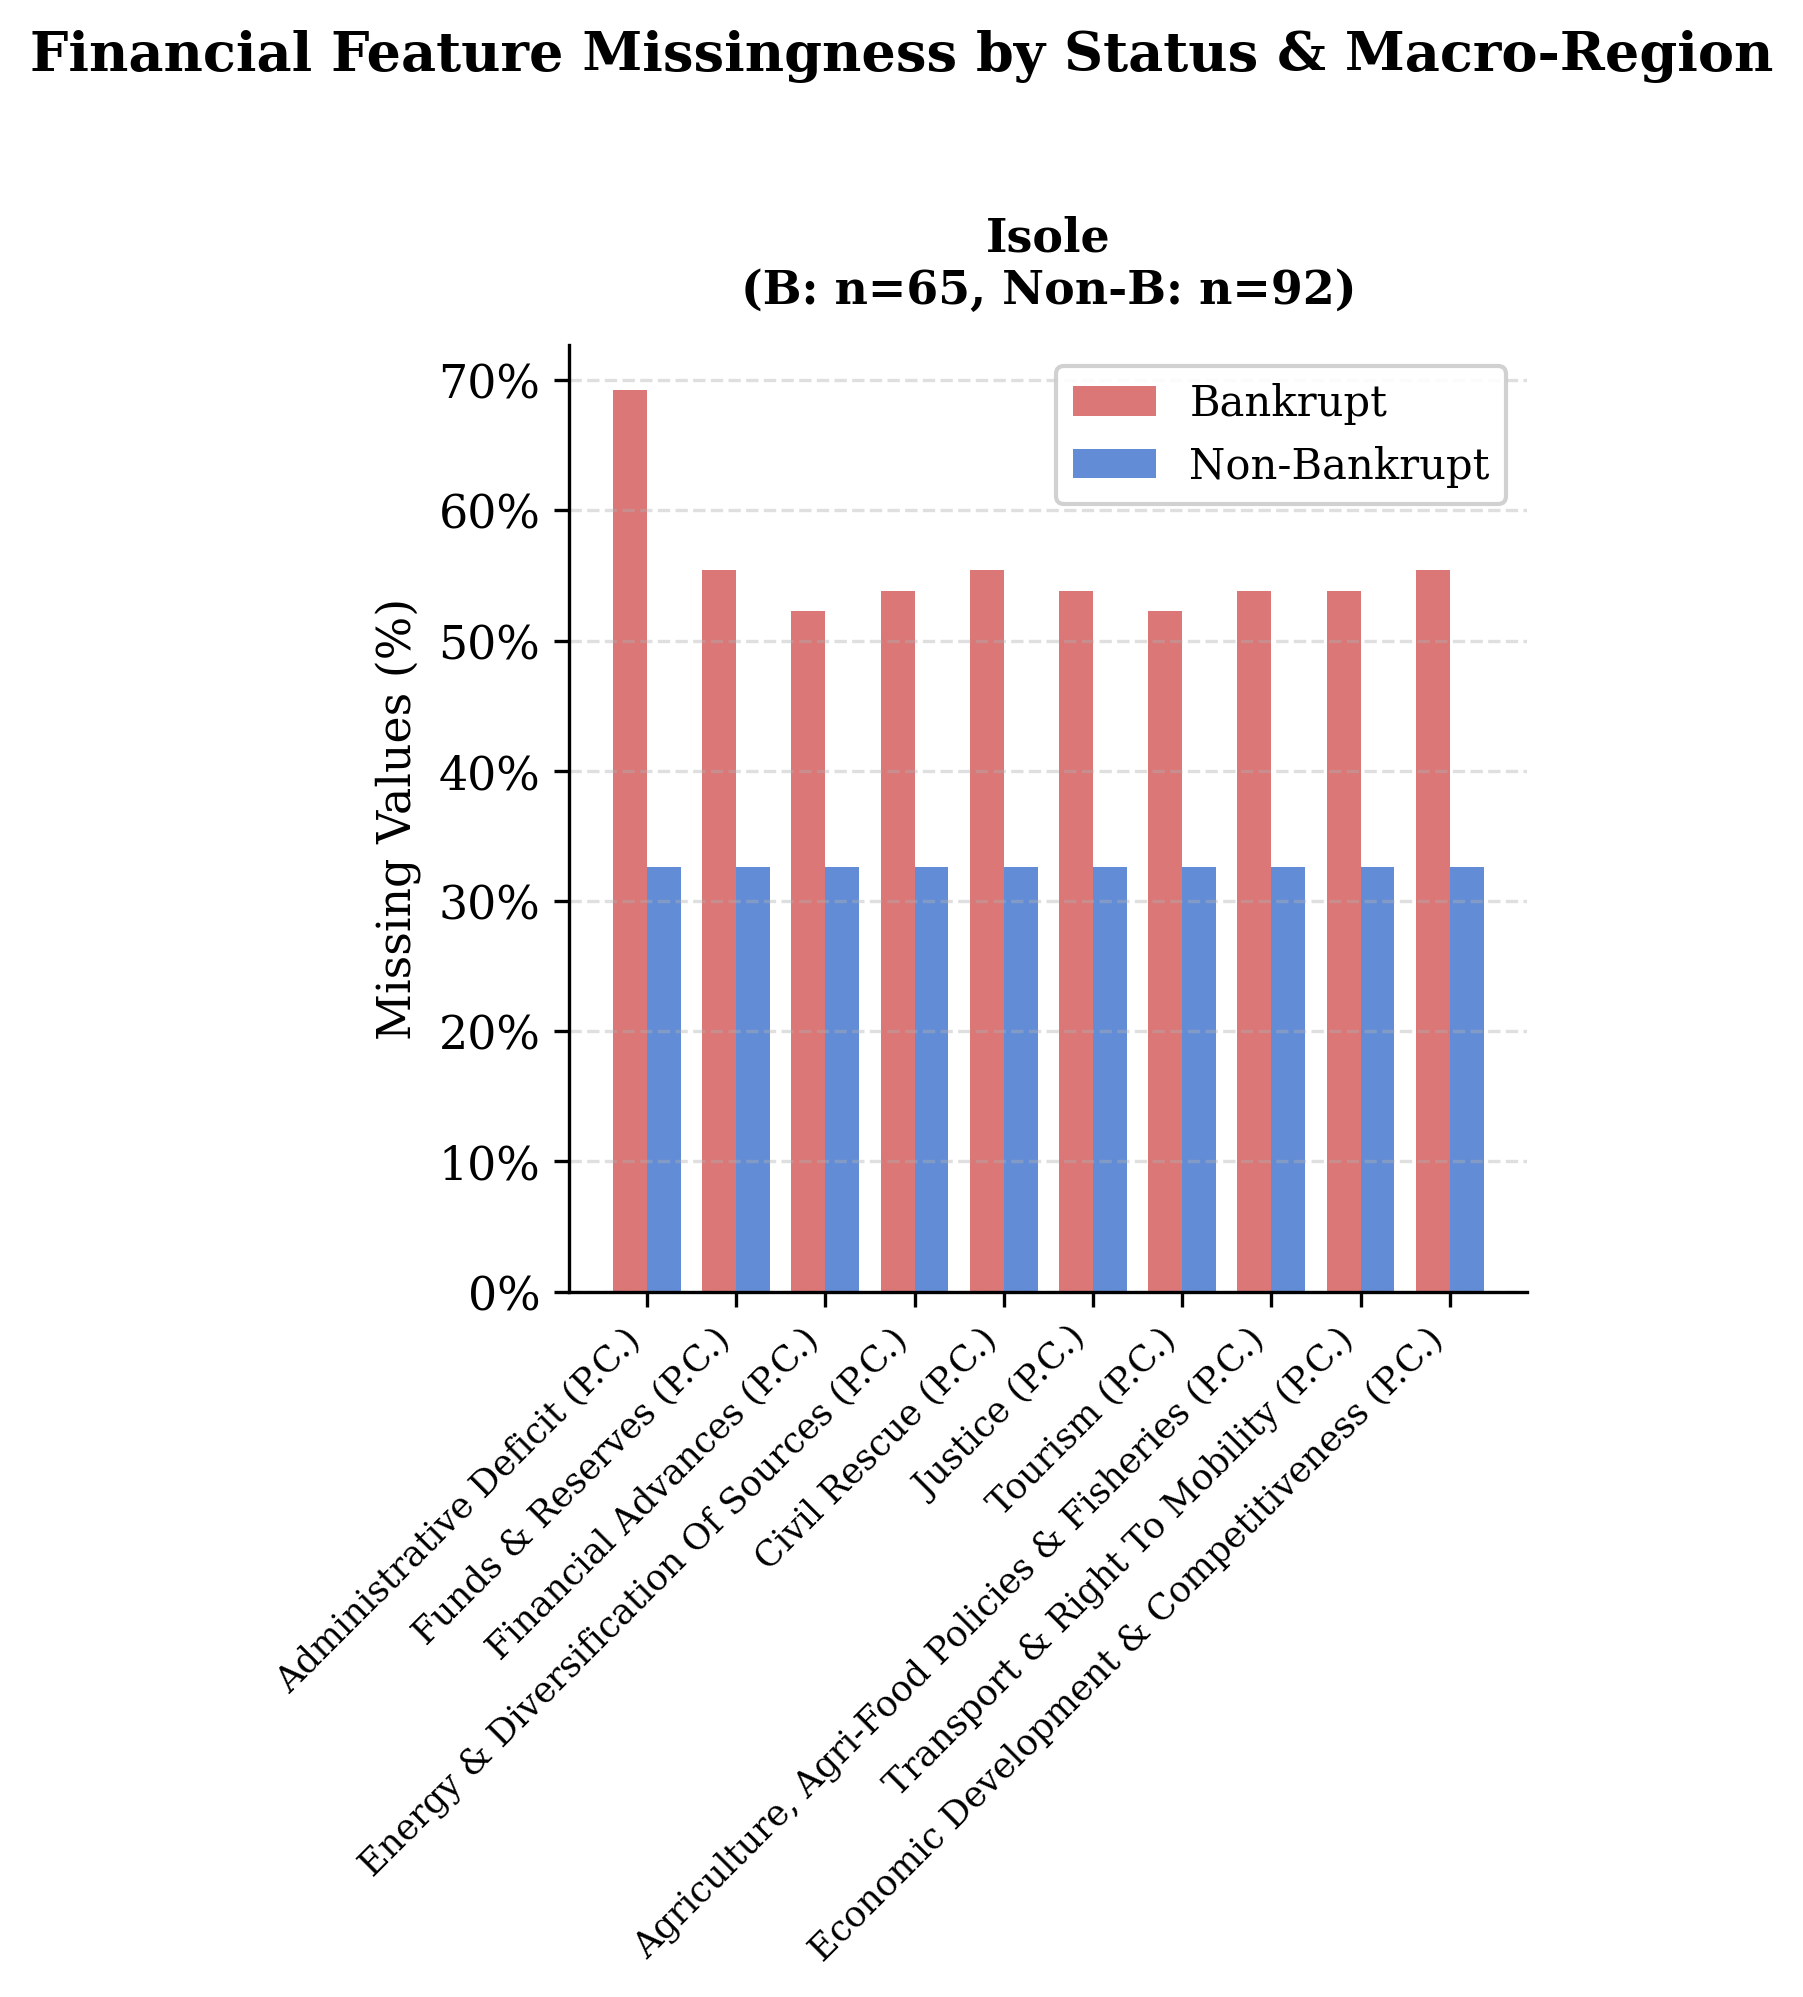 Financial Feature Missingness by Status & Macro-Region
Isole
(B: n=65, Non-B: n=92)
Bankrupt
Non-Bankrupt
Missing Values (%)
70%
60%
50%
40%
30%
20%
10%
0%
Administrative Deficit (P.C.)
Funds & Reserves (P.C.)
Financial Advances (P.C.)
Energy & Diversification Of Sources (P.C.)
Civil Rescue (P.C.)
Justice (P.C.)
Tourism (P.C.)
Agriculture, Agri-Food Policies & Fisheries (P.C.)
Transport & Right To Mobility (P.C.)
Economic Development & Competitiveness (P.C.)